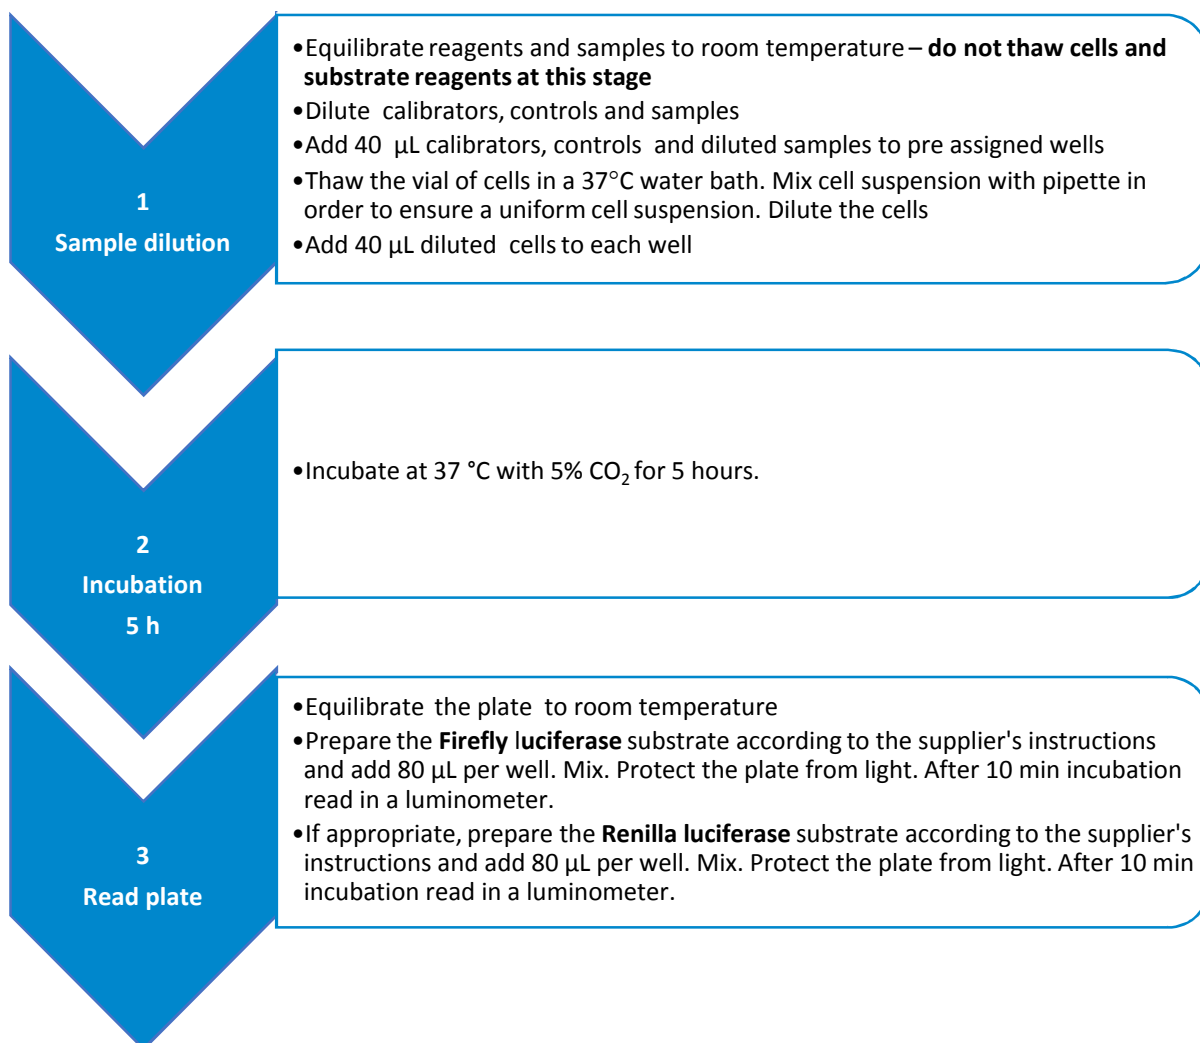 1
Sample dilution
•Equilibrate reagents and samples to room temperature – do not thaw cells and
substrate reagents at this stage
•Dilute calibrators, controls and samples
•Add 40 µL calibrators, controls and diluted samples to pre assigned wells
•Thaw the vial of cells in a 37°C water bath. Mix cell suspension with pipette in
order to ensure a uniform cell suspension. Dilute the cells
•Add 40 µL diluted cells to each well
2
Incubation
5 h
•Incubate at 37 °C with 5% CO₂ for 5 hours.
3
Read plate
•Equilibrate the plate to room temperature
•Prepare the Firefly luciferase substrate according to the supplier's instructions
and add 80 µL per well. Mix. Protect the plate from light. After 10 min incubation
read in a luminometer.
•If appropriate, prepare the Renilla luciferase substrate according to the supplier's
instructions and add 80 µL per well. Mix. Protect the plate from light. After 10 min
incubation read in a luminometer.